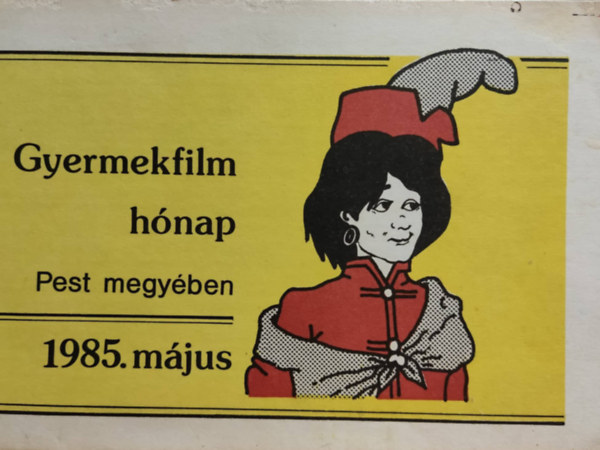 Gyermekfilm
hónap
Pest megyében
1985. május